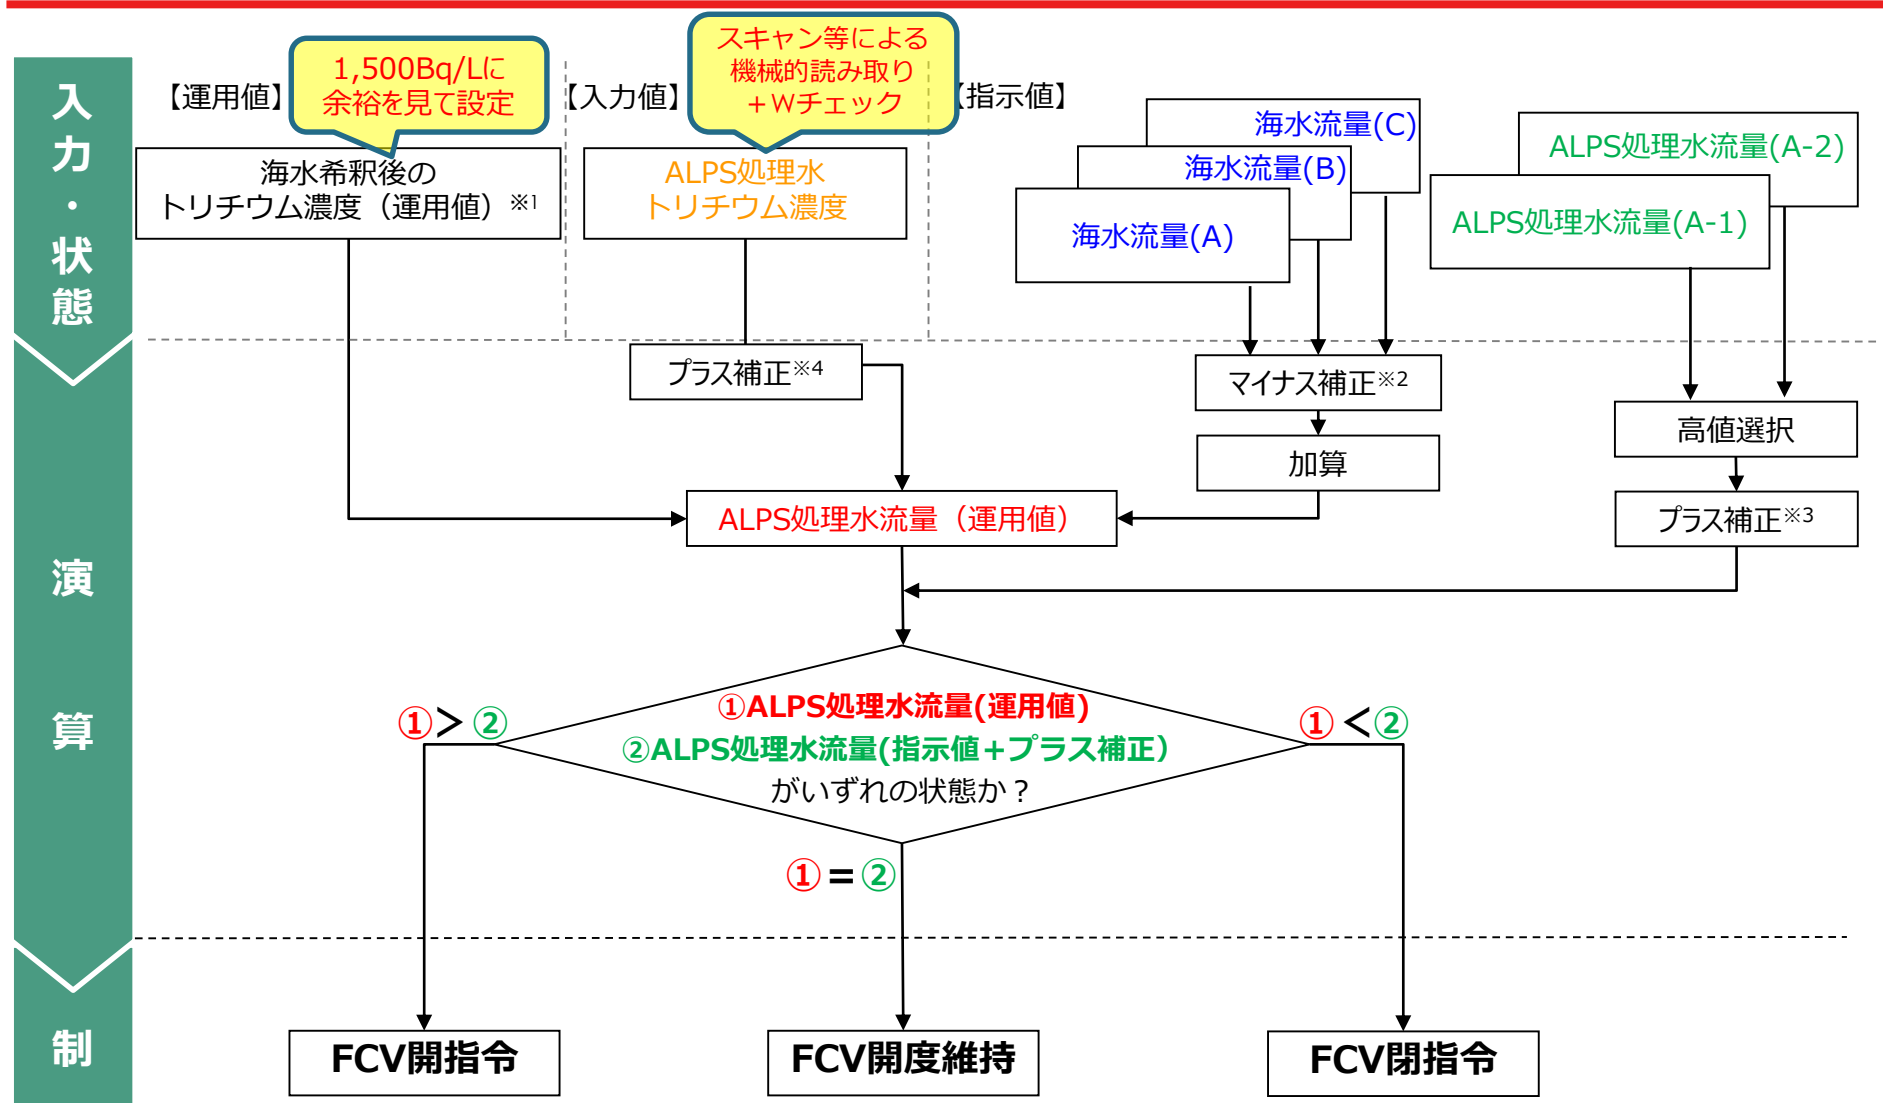 入力・状態
【運用値】
1,500Bq/Lに
余裕を見て設定
【入力値】
スキャン等による
機械的読み取り
+Wチェック
【指示値】
海水希釈後の
トリチウム濃度（運用値）※1
ALPS処理水
トリチウム濃度
海水流量(C)
海水流量(B)
海水流量(A)
ALPS処理水流量(A-2)
ALPS処理水流量(A-1)
演算
プラス補正※4
マイナス補正※2
高値選択
加算
ALPS処理水流量（運用値）
プラス補正※3
①ALPS処理水流量(運用値)
①＞②
①＜②
②ALPS処理水流量(指示値+プラス補正）
がいずれの状態か？
①＝②
制
FCV開指令
FCV開度維持
FCV閉指令